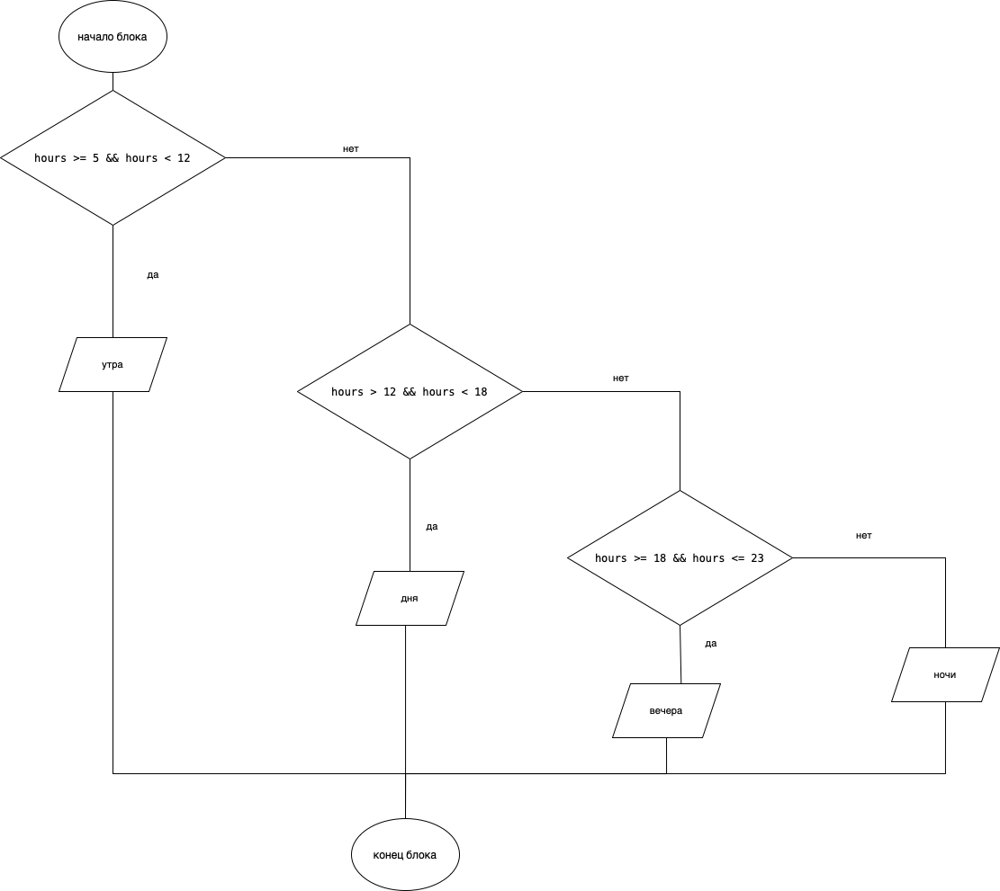 начало блока
hours >= 5 && hours < 12
нет
да
утра
hours > 12 && hours < 18
нет
да
дня
hours >= 18 && hours <= 23
нет
да
вечера
ночи
конец блока